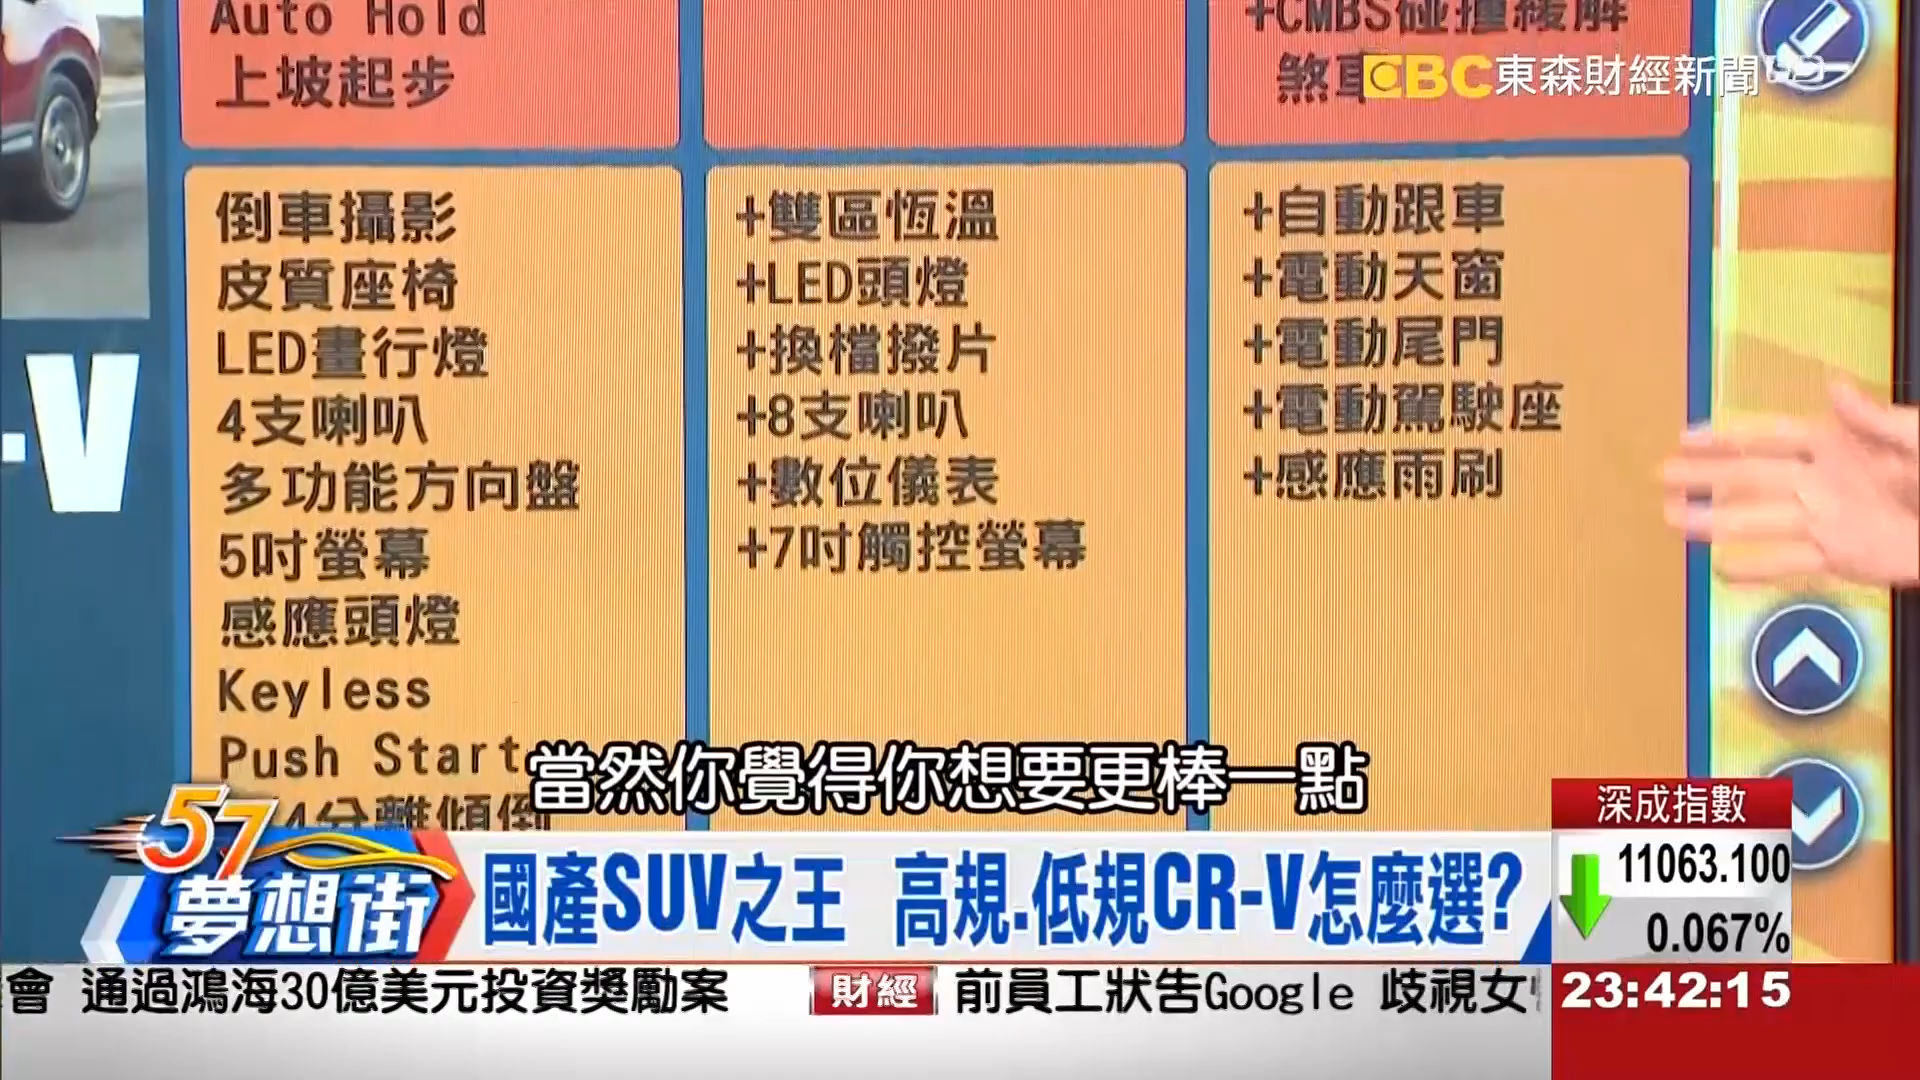 Auto Hold
上坡起步
+CMBS碰撞緩解
煞車
EBC東森財經新聞
倒車攝影
皮質座椅
LED晝行燈
4支喇叭
多功能方向盤
5吋螢幕
感應頭燈
Keyless
Push Start
4分離傾倒
+雙區恆溫
+LED頭燈
+換檔撥片
+8支喇叭
+數位儀表
+7吋觸控螢幕
+自動跟車
+電動天窗
+電動尾門
+電動駕駛座
+感應雨刷
-V
當然你覺得你想要更棒一點
57夢想街
國產SUV之王 高規.低規CR-V怎麼選?
深成指數
11063.100
0.067%
會 通過鴻海30億美元投資獎勵案 財經 前員工狀告Google 歧視女
23:42:15